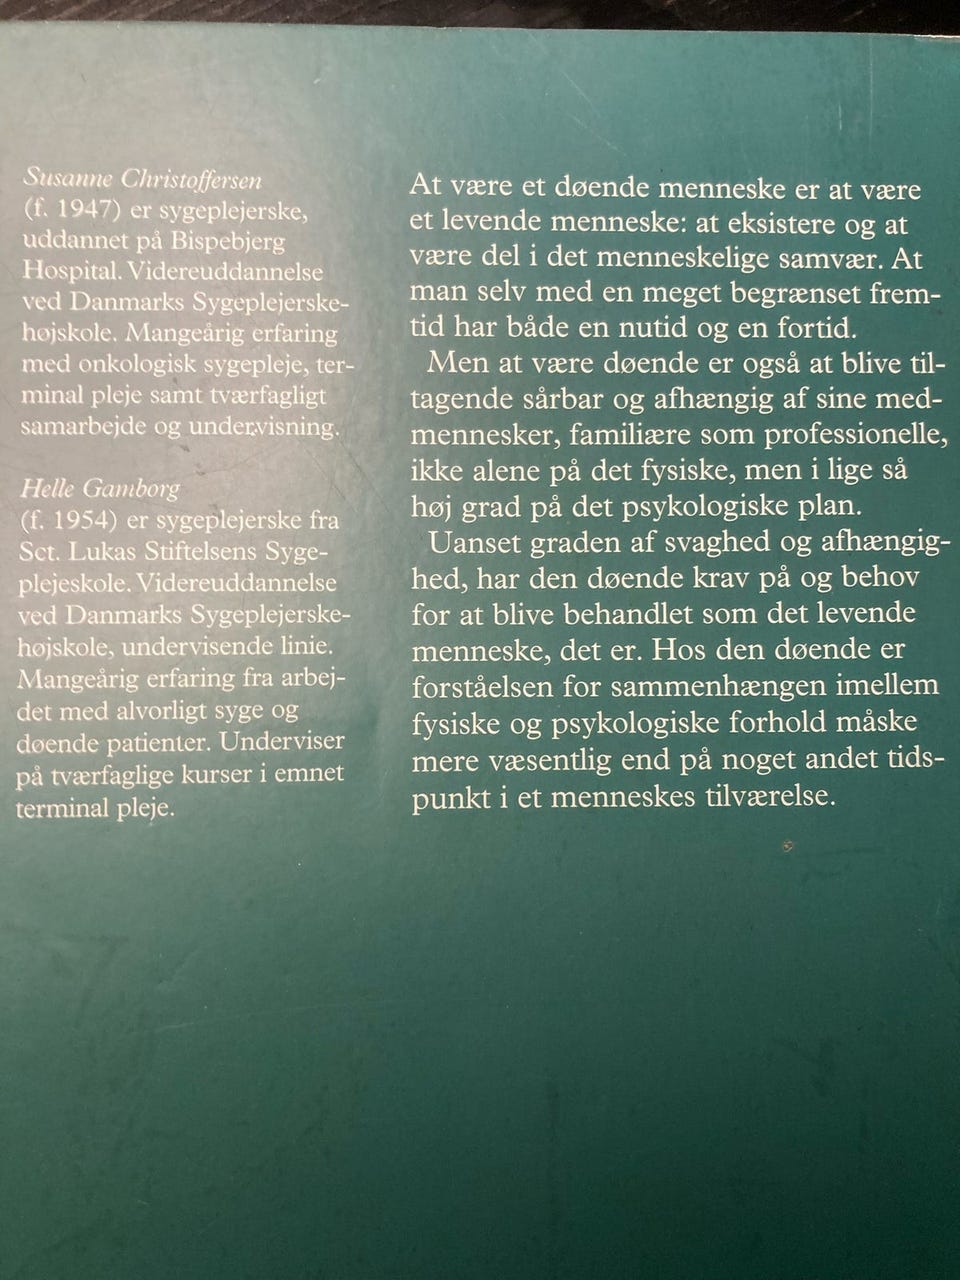 Susanne Christoffersen
(f. 1947) er sygeplejerske,
uddannet på Bispebjerg
Hospital. Videreuddannelse
ved Danmarks Sygeplejerske-
højskole. Mangeårig erfaring
med onkologisk sygepleje, ter-
minal pleje samt tværfagligt
samarbejde og undervisning.
Helle Gamborg
(f. 1954) er sygeplejerske fra
Sct. Lukas Stiftelsens Syge-
plejeskole. Videreuddannelse
ved Danmarks Sygeplejerske-
højskole, undervisende linie.
Mangeårig erfaring fra arbej-
det med alvorligt syge og
døende patienter. Underviser
på tværfaglige kurser i emnet
terminal pleje.
At være et døende menneske er at være
et levende menneske: at eksistere og at
være del i det menneskelige samvær. At
man selv med en meget begrænset frem-
tid har både en nutid og en fortid.
Men at være døende er også at blive til-
tagende sårbar og afhængig af sine med-
mennesker, familiære som professionelle,
ikke alene på det fysiske, men i lige så
høj grad på det psykologiske plan.
Uanset graden af svaghed og afhængig-
hed, har den døende krav på og behov
for at blive behandlet som det levende
menneske, det er. Hos den døende er
forståelsen for sammenhængen imellem
fysiske og psykologiske forhold måske
mere væsentlig end på noget andet tids-
punkt i et menneskes tilværelse.